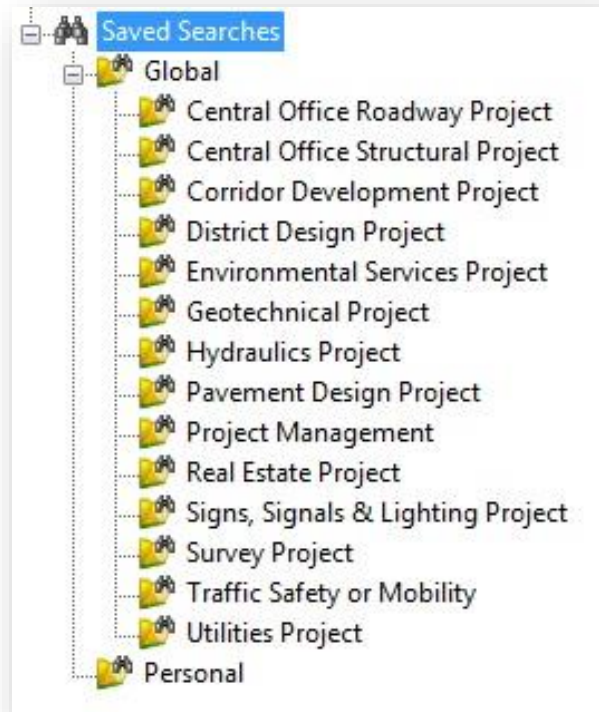 Saved Searches
Global
Central Office Roadway Project
Central Office Structural Project
Corridor Development Project
District Design Project
Environmental Services Project
Geotechnical Project
Hydraulics Project
Pavement Design Project
Project Management
Real Estate Project
Signs, Signals & Lighting Project
Survey Project
Traffic Safety or Mobility
Utilities Project
Personal